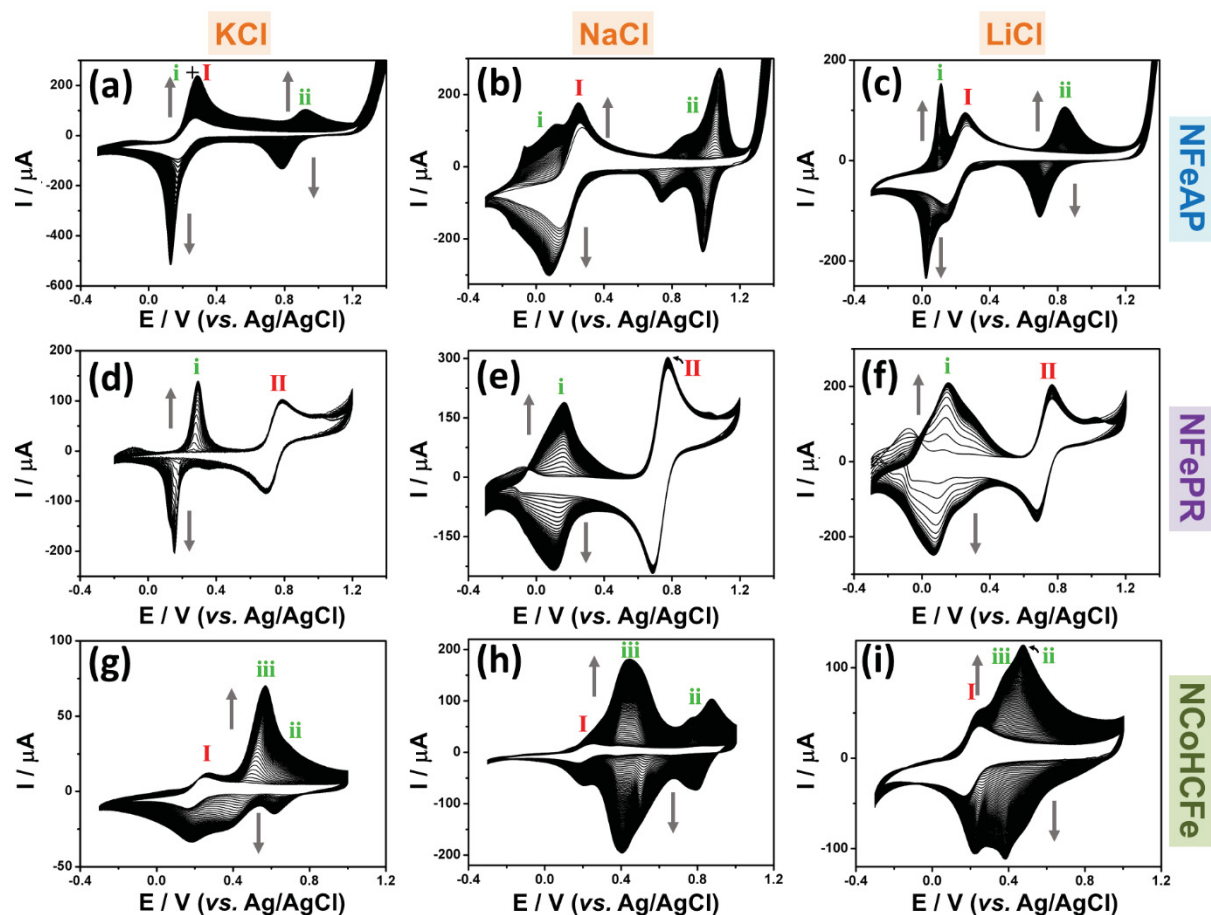 KCl NaCl LiCl
(a) i + I ii
200
0
-200
-400
-600
I / µA
-0.4 0.0 0.4 0.8 1.2
E / V (vs. Ag/AgCl)
(b) i I ii
200
0
-200
I / µA
-0.4 0.0 0.4 0.8 1.2
E / V (vs. Ag/AgCl)
(c) i I ii
200
0
-200
I / µA
-0.4 0.0 0.4 0.8 1.2
E / V (vs. Ag/AgCl)
NFeAP
(d) i II
200
100
0
-100
-200
I / µA
-0.4 0.0 0.4 0.8 1.2
E / V (vs. Ag/AgCl)
(e) i II
300
150
0
-150
I / µA
-0.4 0.0 0.4 0.8 1.2
E / V (vs. Ag/AgCl)
(f) i II
200
0
-200
I / µA
-0.4 0.0 0.4 0.8 1.2
E / V (vs. Ag/AgCl)
NFePR
(g) I iii ii
100
50
0
50
I / µA
-0.4 0.0 0.4 0.8 1.2
E / V (vs. Ag/AgCl)
(h) I iii ii
200
100
0
-100
-200
I / µA
-0.4 0.0 0.4 0.8 1.2
E / V (vs. Ag/AgCl)
(i) I iii ii
100
0
-100
I / µA
-0.4 0.0 0.4 0.8 1.2
E / V (vs. Ag/AgCl)
NCoHCFe